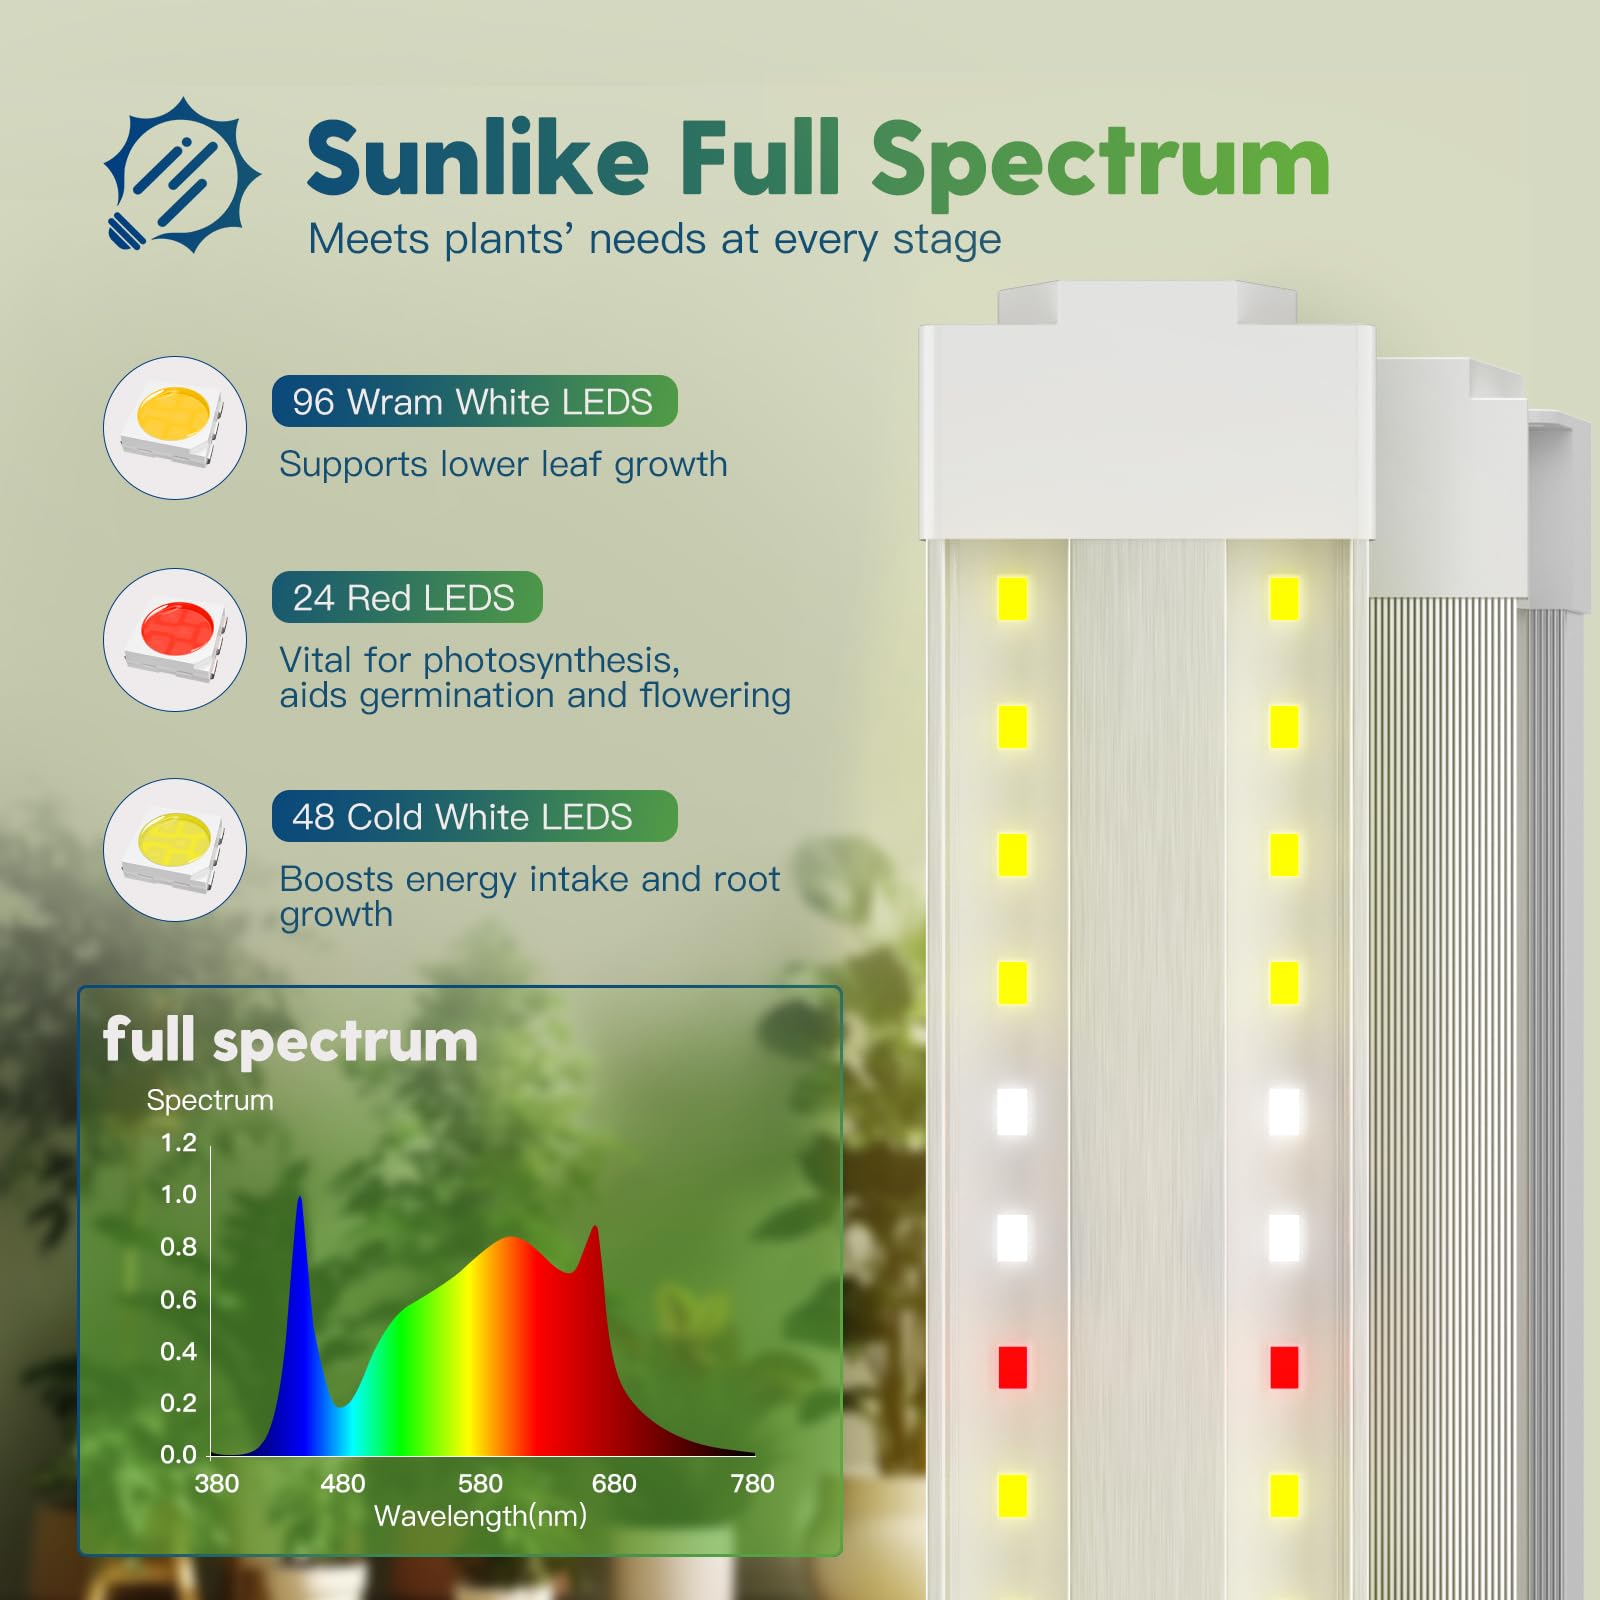 Sunlike Full Spectrum
Meets plants’ needs at every stage
96 Wram White LEDS
Supports lower leaf growth
24 Red LEDS
Vital for photosynthesis,
aids germination and flowering
48 Cold White LEDS
Boosts energy intake and root
growth
full spectrum
Spectrum
1.2
1.0
0.8
0.6
0.4
0.2
0.0
380 480 580 680 780
Wavelength(nm)